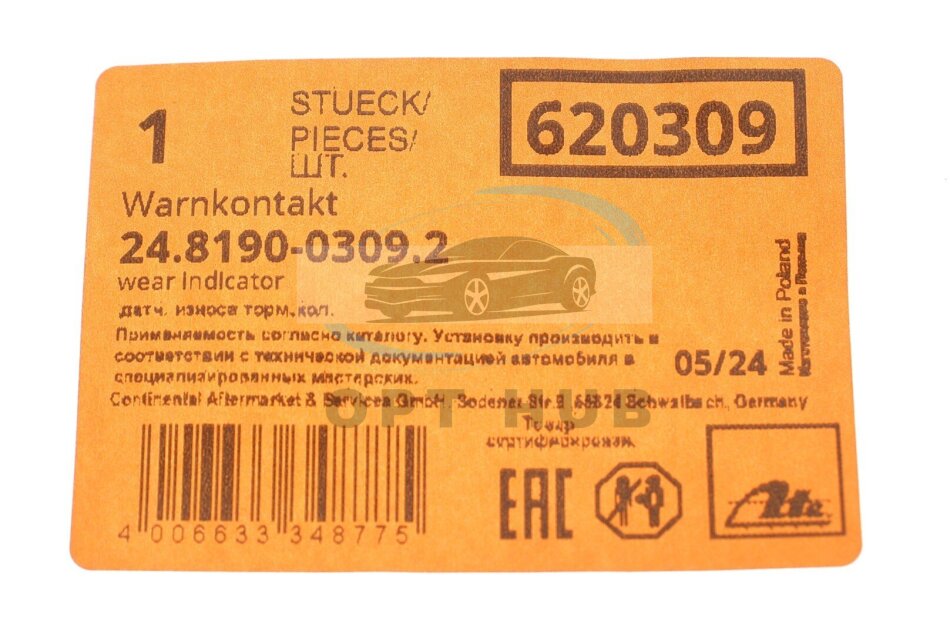 1
STUECK/
PIECES/
ШТ.
620309
Warnkontakt
24.8190-0309.2
wear indicator
датч. износа торм.кол.
Применяемость согласно каталогу. Установку производить в
соответствии с технической документацией автомобиля в
специализированных мастерских.
05/24
Made in Poland
Continental Aftermarket & Services GmbH, Sodener Str.9, 65824 Schwalbach, Germany
OPT HUB
Товар
сертифицирован.
EAC
ate
4 006633 348775